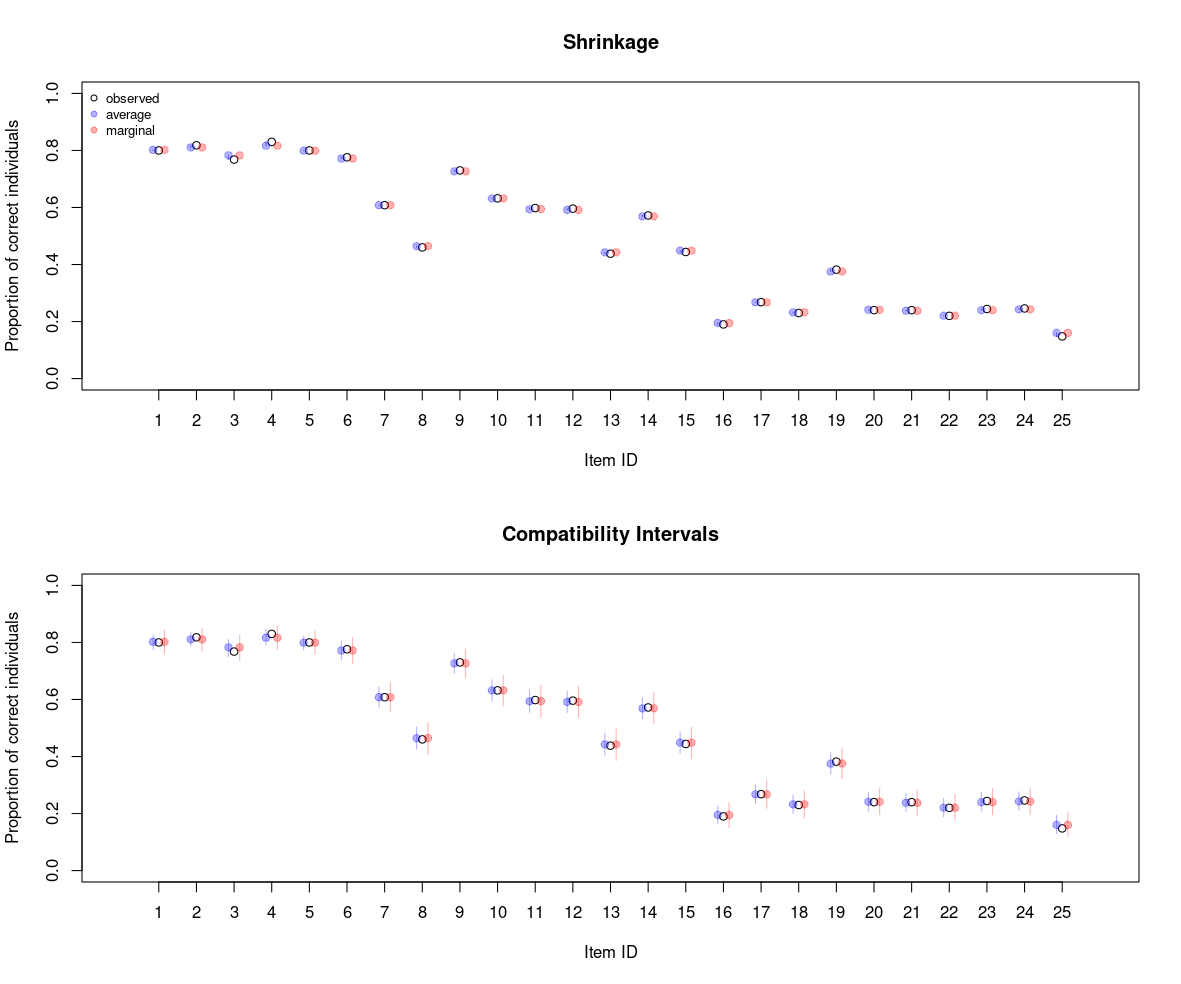 Shrinkage
Proportion of correct individuals
1.0
0.8
0.6
0.4
0.2
0.0
observed
average
marginal
1 2 3 4 5 6 7 8 9 10 11 12 13 14 15 16 17 18 19 20 21 22 23 24 25
Item ID
Compatibility Intervals
Proportion of correct individuals
1.0
0.8
0.6
0.4
0.2
0.0
1 2 3 4 5 6 7 8 9 10 11 12 13 14 15 16 17 18 19 20 21 22 23 24 25
Item ID